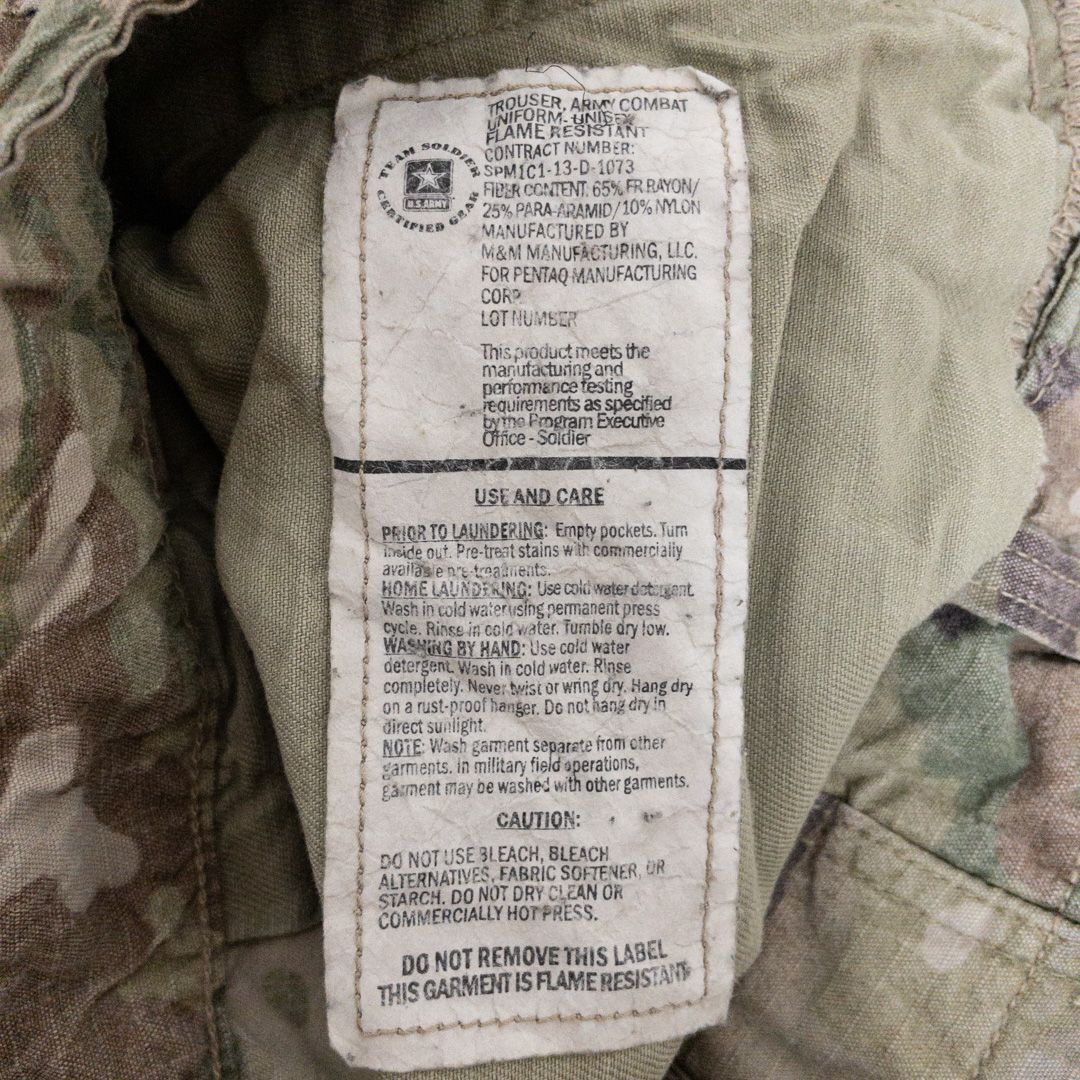 TROUSER, ARMY COMBAT
UNIFORM-UNISEX
FLAME RESISTANT
CONTRACT NUMBER:
SPM1C1-13-D-1073
FIBER CONTENT: 65% FR RAYON/
25% PARA-ARAMID/10% NYLON
MANUFACTURED BY
M&M MANUFACTURING, LLC.
FOR PENTAQ MANUFACTURING
CORP
LOT NUMBER
TEAM SOLDIER
U.S. ARMY
CERTIFIED GEAR
This product meets the
manufacturing and
performance testing
requirements as specified
by the Program Executive
Office - Soldier
USE AND CARE
PRIOR TO LAUNDERING: Empty pockets. Turn
inside out. Pre-treat stains with commercially
available pre-treatments.
HOME LAUNDERING: Use cold water detergent.
Wash in cold water using permanent press
cycle. Rinse in cold water. Tumble dry low.
WASHING BY HAND: Use cold water
detergent. Wash in cold water. Rinse
completely. Never twist or wring dry. Hang dry
on a rust-proof hanger. Do not hang dry in
direct sunlight.
NOTE: Wash garment separate from other
garments. In military field operations,
garment may be washed with other garments.
CAUTION:
DO NOT USE BLEACH, BLEACH
ALTERNATIVES, FABRIC SOFTENER, OR
STARCH. DO NOT DRY CLEAN OR
COMMERCIALLY HOT PRESS.
DO NOT REMOVE THIS LABEL
THIS GARMENT IS FLAME RESISTANT